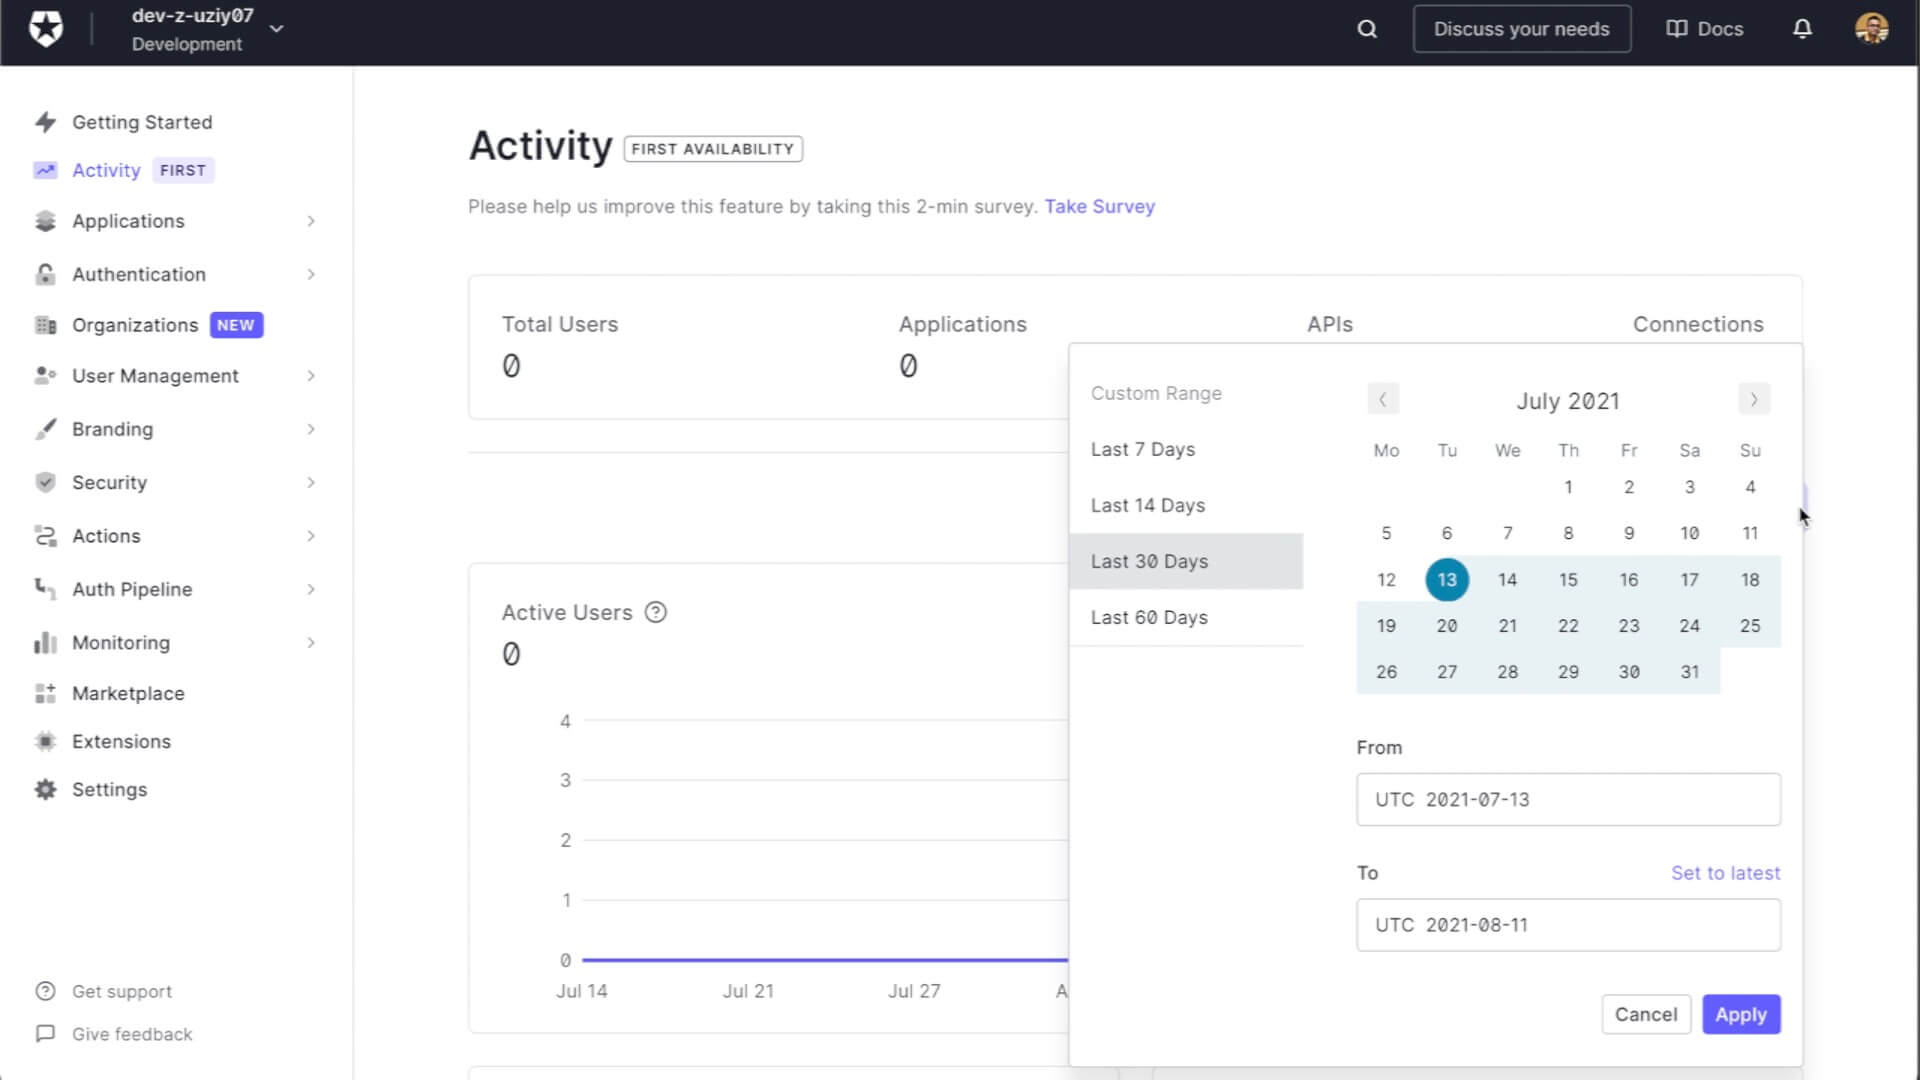 dev-z-uziy07
Development
Discuss your needs
Docs
Getting Started
Activity FIRST
Applications
Authentication
Organizations NEW
User Management
Branding
Security
Actions
Auth Pipeline
Monitoring
Marketplace
Extensions
Settings
Get support
Give feedback
Activity FIRST AVAILABILITY
Please help us improve this feature by taking this 2-min survey. Take Survey
Total Users Applications APIs Connections
0 0
Active Users ?
0
4
3
2
1
0
Jul 14 Jul 21 Jul 27 A
Custom Range
Last 7 Days
Last 14 Days
Last 30 Days
Last 60 Days
July 2021
Mo Tu We Th Fr Sa Su
1 2 3 4
5 6 7 8 9 10 11
12 13 14 15 16 17 18
19 20 21 22 23 24 25
26 27 28 29 30 31
From
UTC 2021-07-13
To Set to latest
UTC 2021-08-11
Cancel Apply